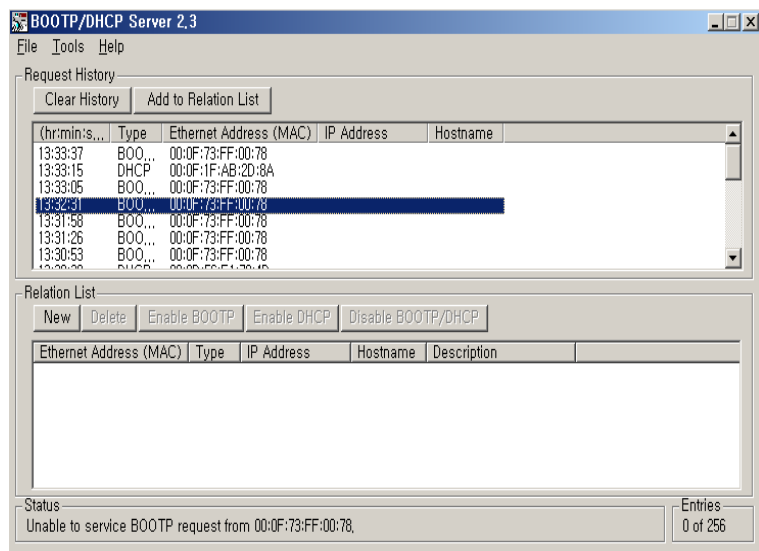 BOOTP/DHCP Server 2,3
File Tools Help
Request History
Clear History Add to Relation List
(hr:min:s,,, Type Ethernet Address (MAC) IP Address Hostname
13:33:37 BOO,,, 00:0F:73:FF:00:78
13:33:15 DHCP 00:0F:1F:AB:2D:8A
13:33:05 BOO,,, 00:0F:73:FF:00:78
13:32:31 BOO,,, 00:0F:73:FF:00:78
13:31:58 BOO,,, 00:0F:73:FF:00:78
13:31:26 BOO,,, 00:0F:73:FF:00:78
13:30:53 BOO,,, 00:0F:73:FF:00:78
DHCP
Relation List
New Delete Enable BOOTP Enable DHCP Disable BOOTP/DHCP
Ethernet Address (MAC) Type IP Address Hostname Description
Status
Unable to service BOOTP request from 00:0F:73:FF:00:78,
Entries
0 of 256